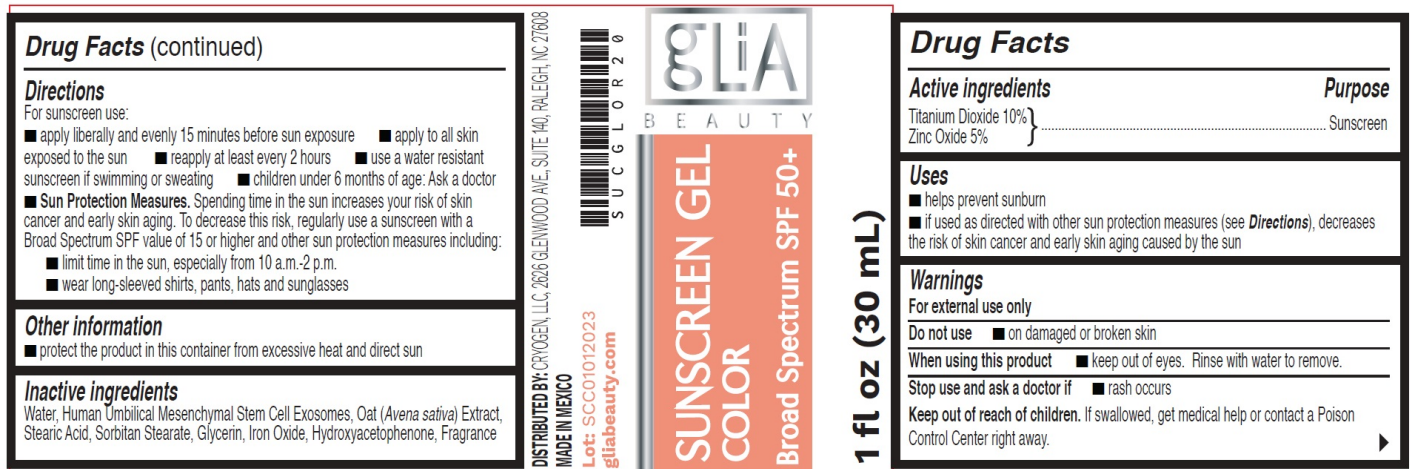 Drug Facts (continued)
Directions
For sunscreen use:
■ apply liberally and evenly 15 minutes before sun exposure ■ apply to all skin
exposed to the sun ■ reapply at least every 2 hours ■ use a water resistant
sunscreen if swimming or sweating ■ children under 6 months of age: Ask a doctor
■ Sun Protection Measures. Spending time in the sun increases your risk of skin
cancer and early skin aging. To decrease this risk, regularly use a sunscreen with a
Broad Spectrum SPF value of 15 or higher and other sun protection measures including:
■ limit time in the sun, especially from 10 a.m.-2 p.m.
■ wear long-sleeved shirts, pants, hats and sunglasses
Other information
■ protect the product in this container from excessive heat and direct sun
Inactive ingredients
Water, Human Umbilical Mesenchymal Stem Cell Exosomes, Oat (Avena sativa) Extract,
Stearic Acid, Sorbitan Stearate, Glycerin, Iron Oxide, Hydroxyacetophenone, Fragrance
DISTRIBUTED BY: CRYOGEN, LLC, 2626 GLENWOOD AVE, SUITE 140, RALEIGH, NC 27608
MADE IN MEXICO
Lot: SCC01012023
gliabeauty.com
SUCGLOR20
gLiA
BEAUTY
SUNSCREEN GEL
COLOR
Broad Spectrum SPF 50+
1 fl oz (30 mL)
Drug Facts
Active ingredients Purpose
Titanium Dioxide 10%
Zinc Oxide 5% } Sunscreen
Uses
■ helps prevent sunburn
■ if used as directed with other sun protection measures (see Directions), decreases
the risk of skin cancer and early skin aging caused by the sun
Warnings
For external use only
Do not use ■ on damaged or broken skin
When using this product ■ keep out of eyes. Rinse with water to remove.
Stop use and ask a doctor if ■ rash occurs
Keep out of reach of children. If swallowed, get medical help or contact a Poison
Control Center right away.